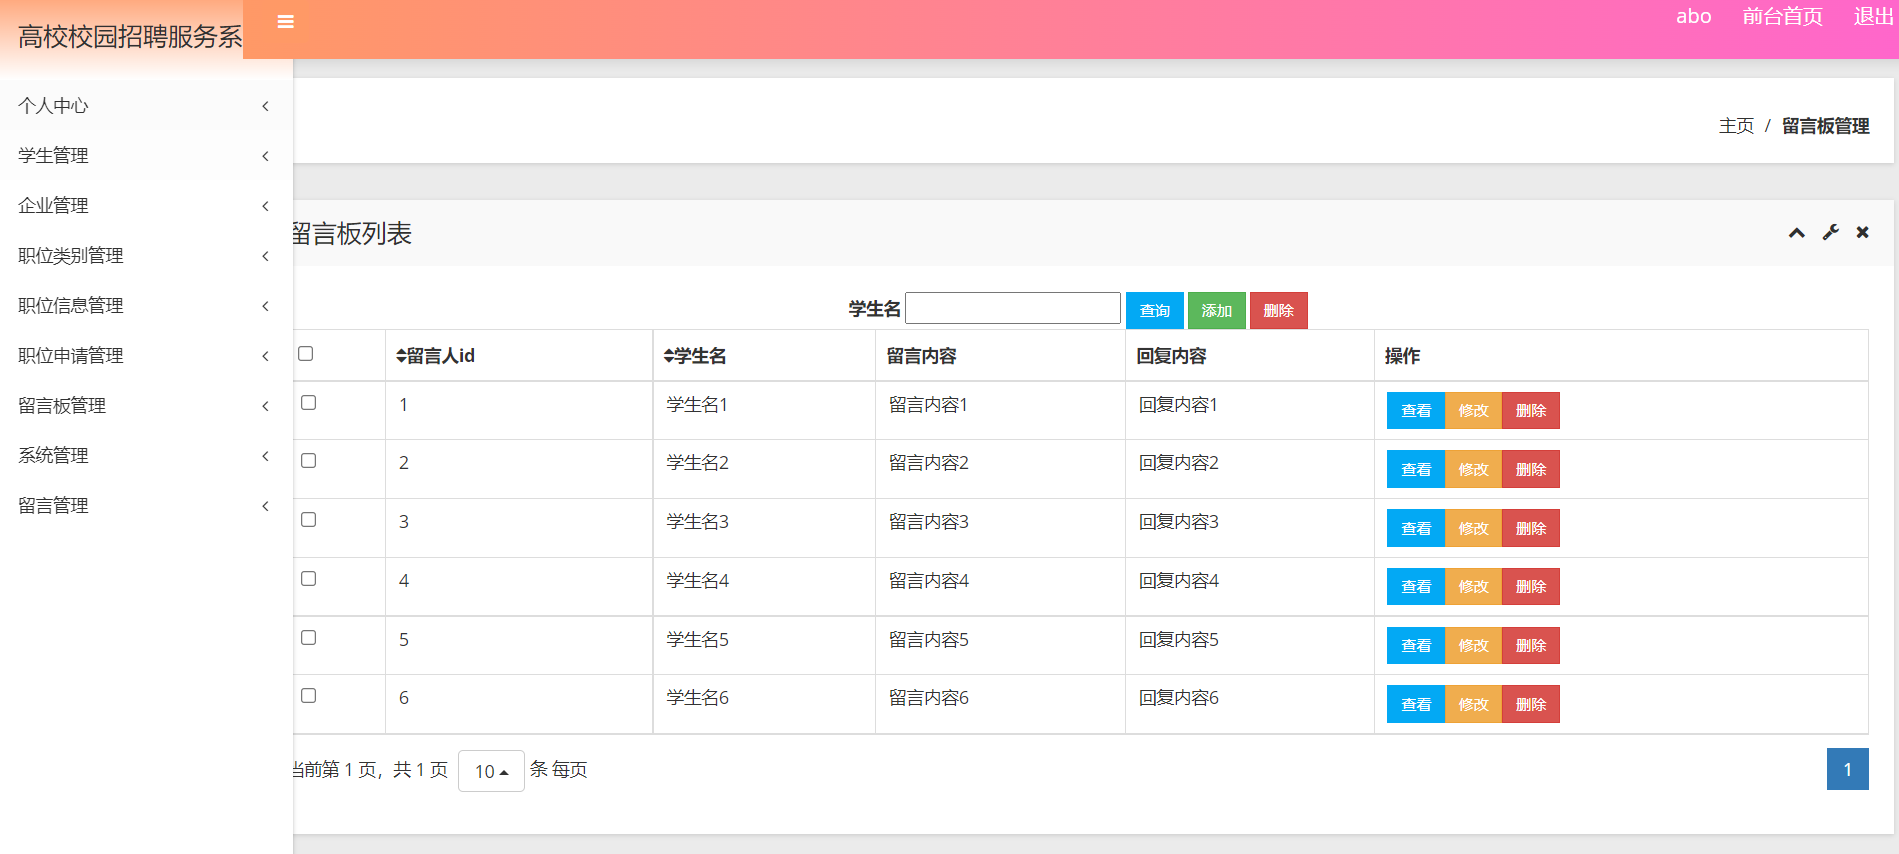 高校校园招聘服务系
abo 前台首页 退出
个人中心
学生管理
企业管理
职位类别管理
职位信息管理
职位申请管理
留言板管理
系统管理
留言管理
主页 / 留言板管理
留言板列表
学生名 查询 添加 删除
留言人id 学生名 留言内容 回复内容 操作
1 学生名1 留言内容1 回复内容1 查看 修改 删除
2 学生名2 留言内容2 回复内容2 查看 修改 删除
3 学生名3 留言内容3 回复内容3 查看 修改 删除
4 学生名4 留言内容4 回复内容4 查看 修改 删除
5 学生名5 留言内容5 回复内容5 查看 修改 删除
6 学生名6 留言内容6 回复内容6 查看 修改 删除
当前第 1 页，共 1 页 10 条 每页 1